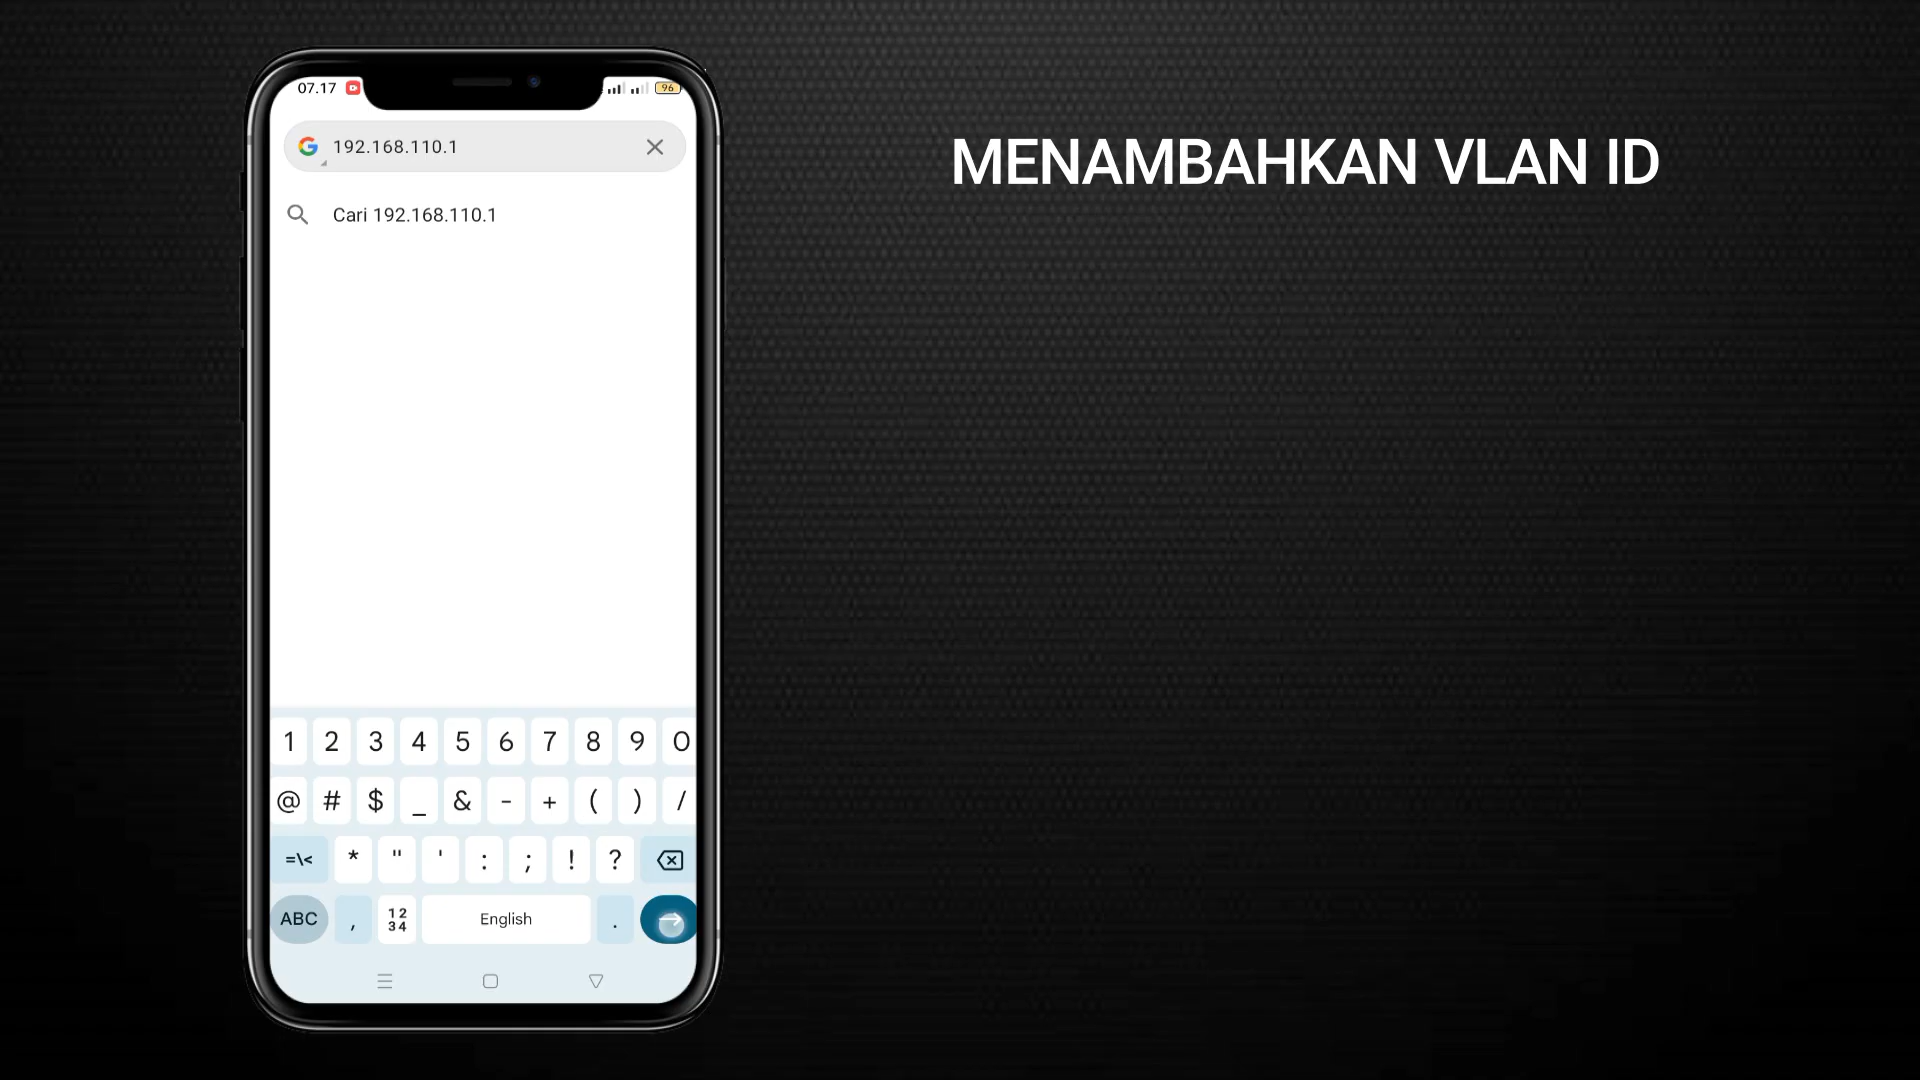 07.17
96
192.168.110.1
Cari 192.168.110.1
MENAMBAHKAN VLAN ID
1 2 3 4 5 6 7 8 9 0
@ # $ _ & - + ( ) /
=\< * " ' : ; ! ?
ABC , 12 34 English .